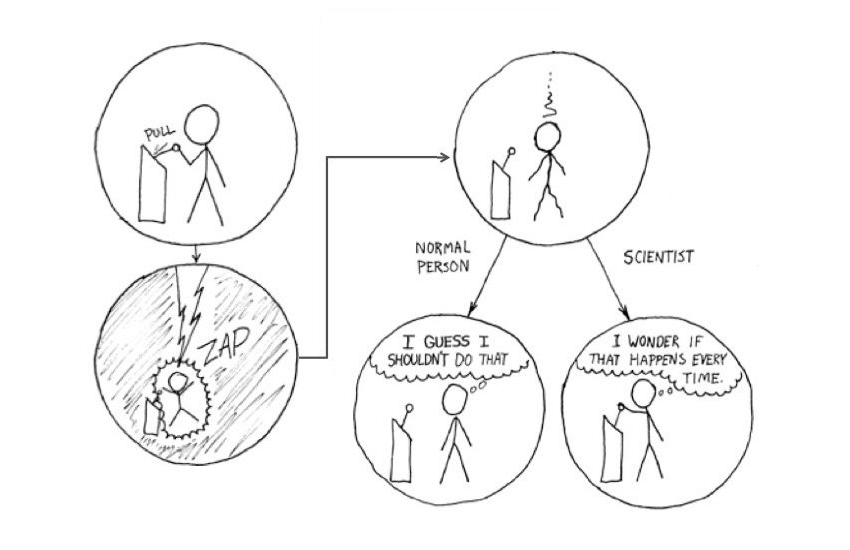 PULL
ZAP
NORMAL
PERSON
SCIENTIST
I GUESS I
SHOULDN'T DO THAT
I WONDER IF
THAT HAPPENS EVERY
TIME.